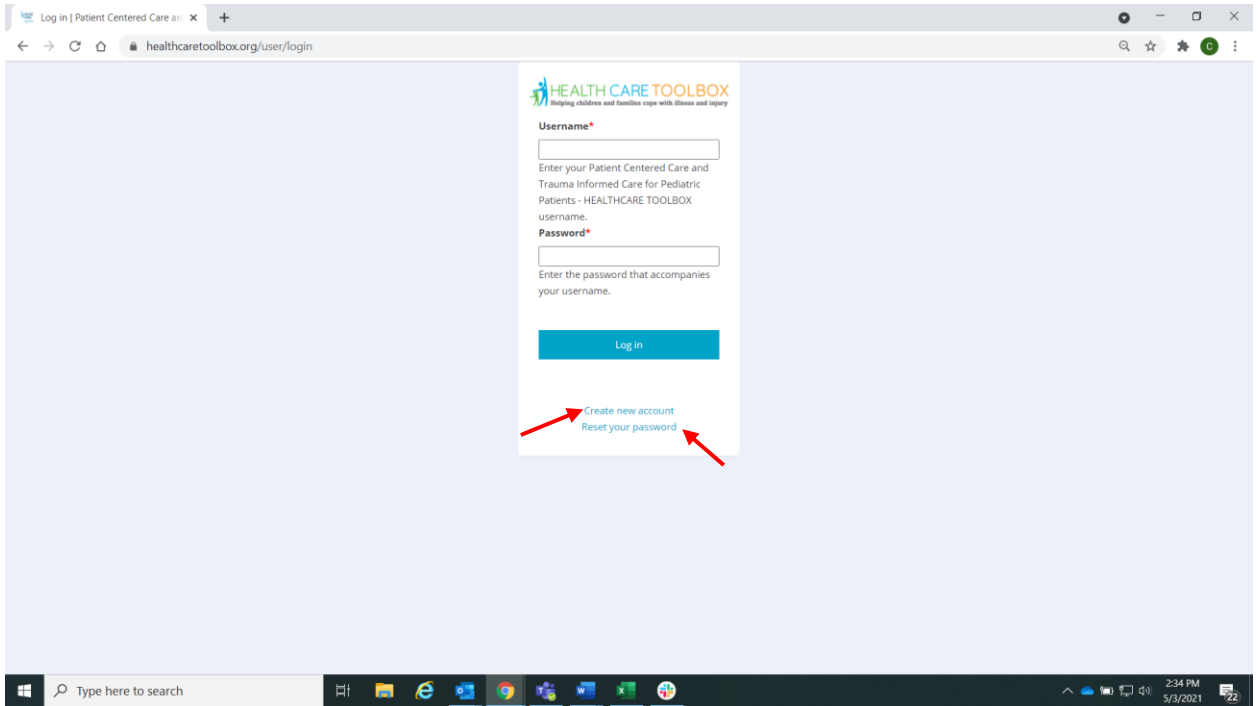 Log in | Patient Centered Care an
healthcaretoolbox.org/user/login
C
HEALTH CARE TOOLBOX
Helping children and families cope with illness and injury
Username*
Enter your Patient Centered Care and
Trauma Informed Care for Pediatric
Patients - HEALTHCARE TOOLBOX
username.
Password*
Enter the password that accompanies
your username.
Log in
Create new account
Reset your password
Type here to search
2:34 PM
5/3/2021
22